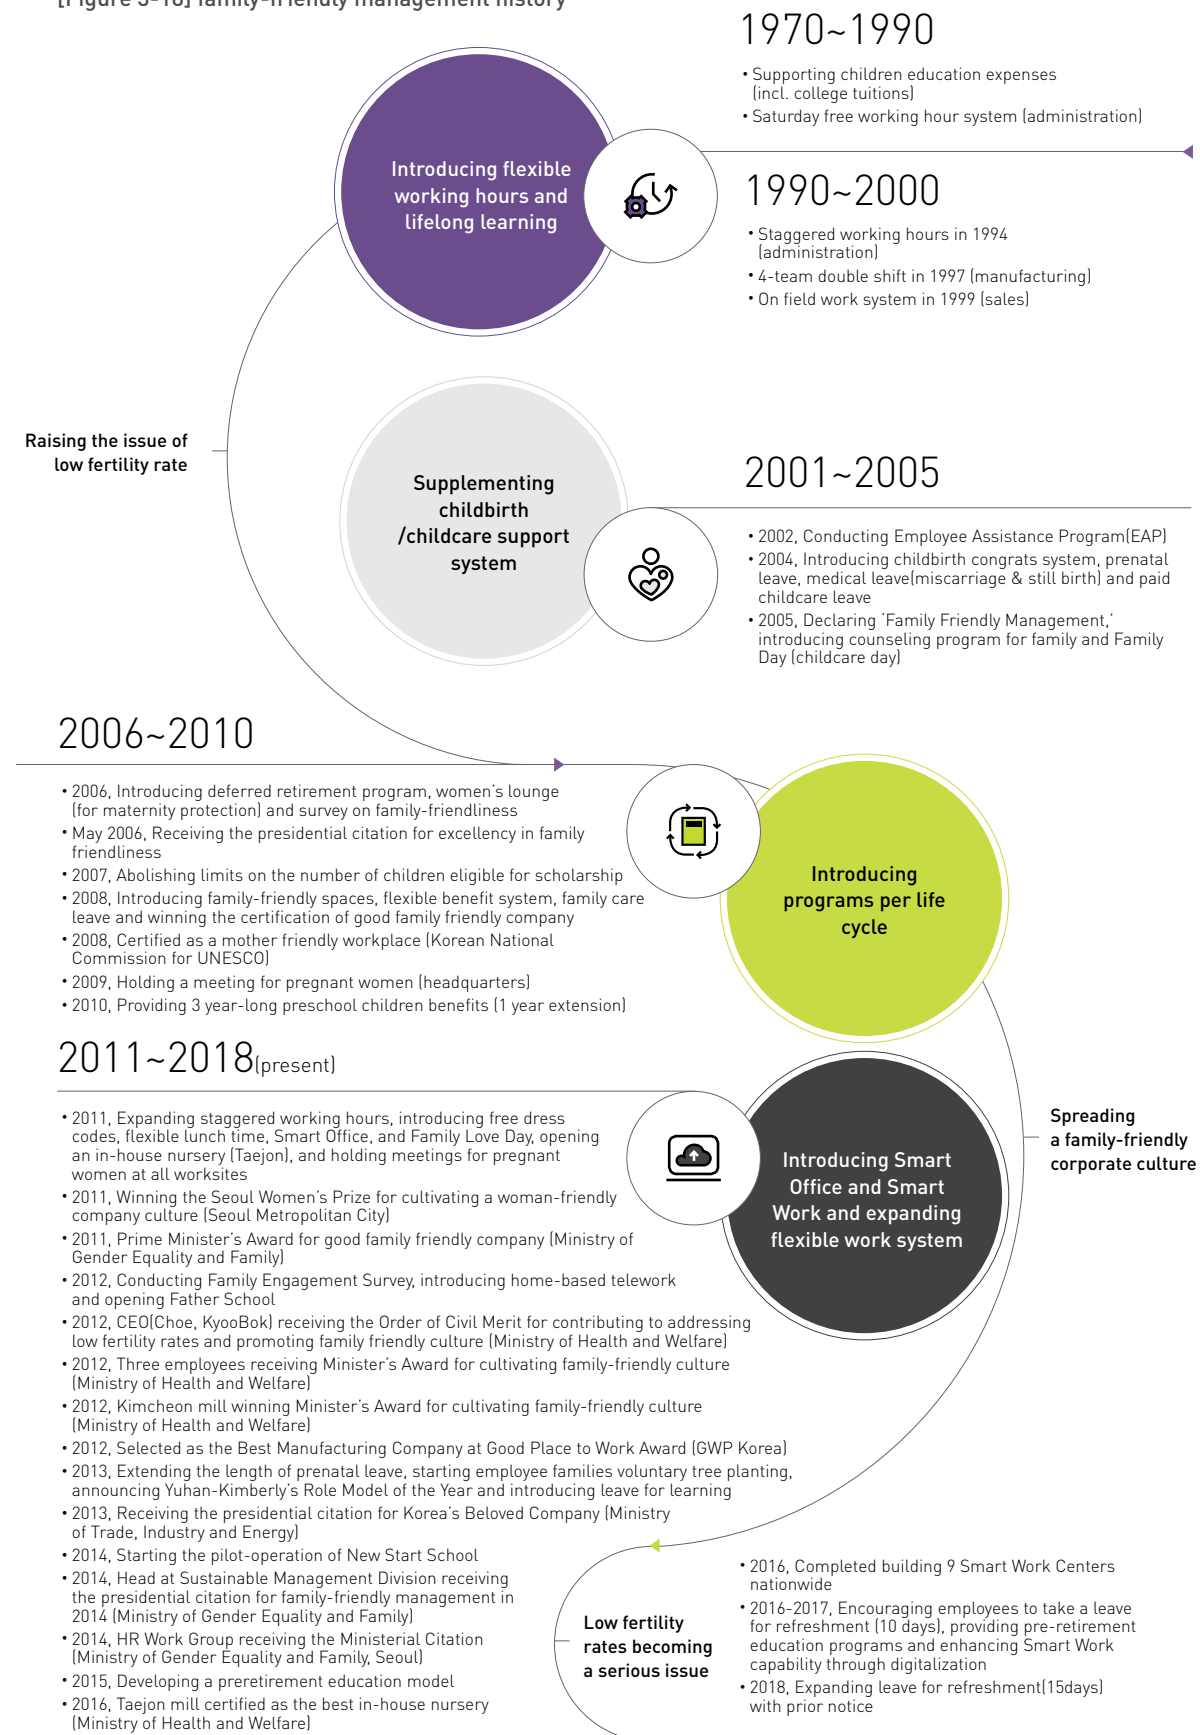 [Figure 3-18] family-friendly management history
1970~1990
• Supporting children education expenses
(incl. college tuitions)
• Saturday free working hour system (administration)
Introducing flexible
working hours and
lifelong learning
1990~2000
• Staggered working hours in 1994
(administration)
• 4-team double shift in 1997 (manufacturing)
• On field work system in 1999 (sales)
Raising the issue of
low fertility rate
Supplementing
childbirth
/childcare support
system
2001~2005
• 2002, Conducting Employee Assistance Program(EAP)
• 2004, Introducing childbirth congrats system, prenatal
leave, medical leave(miscarriage & still birth) and paid
childcare leave
• 2005, Declaring ‘Family Friendly Management,’
introducing counseling program for family and Family
Day (childcare day)
2006~2010
• 2006, Introducing deferred retirement program, women’s lounge
(for maternity protection) and survey on family-friendliness
• May 2006, Receiving the presidential citation for excellency in family
friendliness
• 2007, Abolishing limits on the number of children eligible for scholarship
• 2008, Introducing family-friendly spaces, flexible benefit system, family care
leave and winning the certification of good family friendly company
• 2008, Certified as a mother friendly workplace (Korean National
Commission for UNESCO)
• 2009, Holding a meeting for pregnant women (headquarters)
• 2010, Providing 3 year-long preschool children benefits (1 year extension)
Introducing
programs per life
cycle
2011~2018(present)
• 2011, Expanding staggered working hours, introducing free dress
codes, flexible lunch time, Smart Office, and Family Love Day, opening
an in-house nursery (Taejon), and holding meetings for pregnant
women at all worksites
• 2011, Winning the Seoul Women’s Prize for cultivating a woman-friendly
company culture (Seoul Metropolitan City)
• 2011, Prime Minister’s Award for good family friendly company (Ministry of
Gender Equality and Family)
• 2012, Conducting Family Engagement Survey, introducing home-based telework
and opening Father School
• 2012, CEO(Choe, KyooBok) receiving the Order of Civil Merit for contributing to addressing
low fertility rates and promoting family friendly culture (Ministry of Health and Welfare)
• 2012, Three employees receiving Minister’s Award for cultivating family-friendly culture
(Ministry of Health and Welfare)
• 2012, Kimcheon mill winning Minister’s Award for cultivating family-friendly culture
(Ministry of Health and Welfare)
• 2012, Selected as the Best Manufacturing Company at Good Place to Work Award (GWP Korea)
• 2013, Extending the length of prenatal leave, starting employee families voluntary tree planting,
announcing Yuhan-Kimberly’s Role Model of the Year and introducing leave for learning
• 2013, Receiving the presidential citation for Korea’s Beloved Company (Ministry
of Trade, Industry and Energy)
• 2014, Starting the pilot-operation of New Start School
• 2014, Head at Sustainable Management Division receiving
the presidential citation for family-friendly management in
2014 (Ministry of Gender Equality and Family)
• 2014, HR Work Group receiving the Ministerial Citation
(Ministry of Gender Equality and Family, Seoul)
• 2015, Developing a preretirement education model
• 2016, Taejon mill certified as the best in-house nursery
(Ministry of Health and Welfare)
Introducing Smart
Office and Smart
Work and expanding
flexible work system
Spreading
a family-friendly
corporate culture
Low fertility
rates becoming
a serious issue
• 2016, Completed building 9 Smart Work Centers
nationwide
• 2016-2017, Encouraging employees to take a leave
for refreshment (10 days), providing pre-retirement
education programs and enhancing Smart Work
capability through digitalization
• 2018, Expanding leave for refreshment(15days)
with prior notice